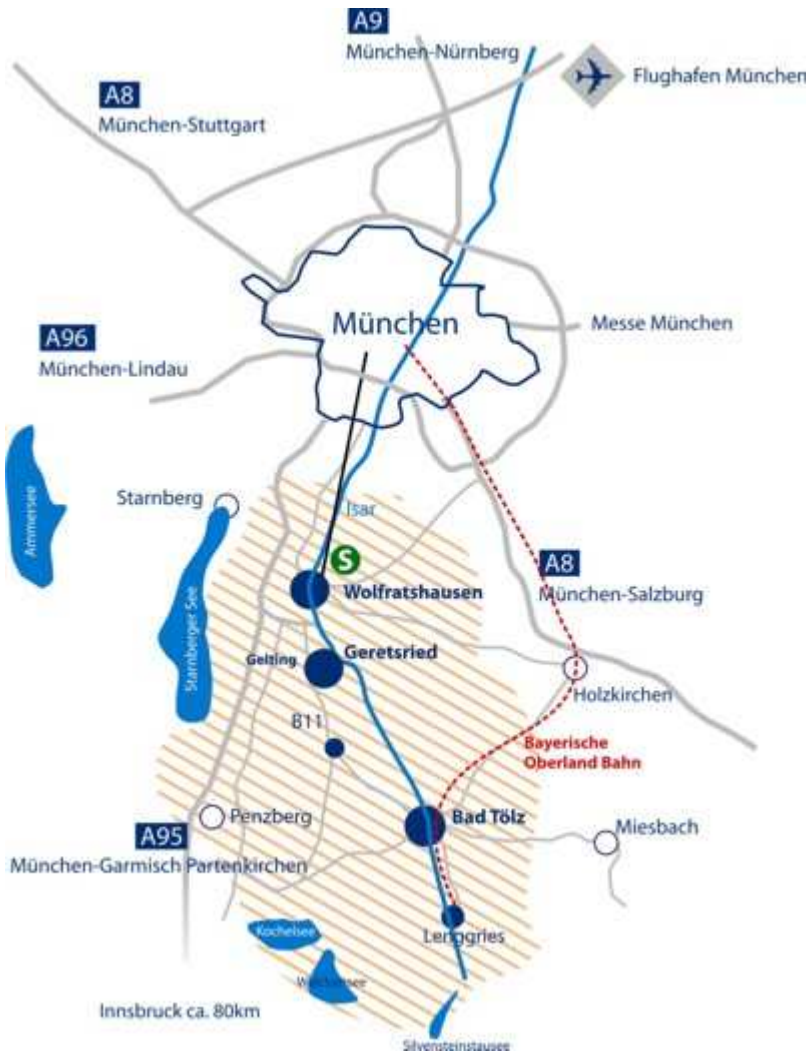 A9
München-Nürnberg
Flughafen München
A8
München-Stuttgart
München
Messe München
A96
München-Lindau
Ammersee
Starnberg
Isar
S
A8
München-Salzburg
Wolfratshausen
Starnberger See
Geretsried
Gelting
Holzkirchen
B11
Bayerische
Oberland Bahn
Penzberg
Bad Tölz
Miesbach
A95
München-Garmisch Partenkirchen
Lenggries
Kochelsee
Walchensee
Innsbruck ca. 80km
Silvensteinstausee